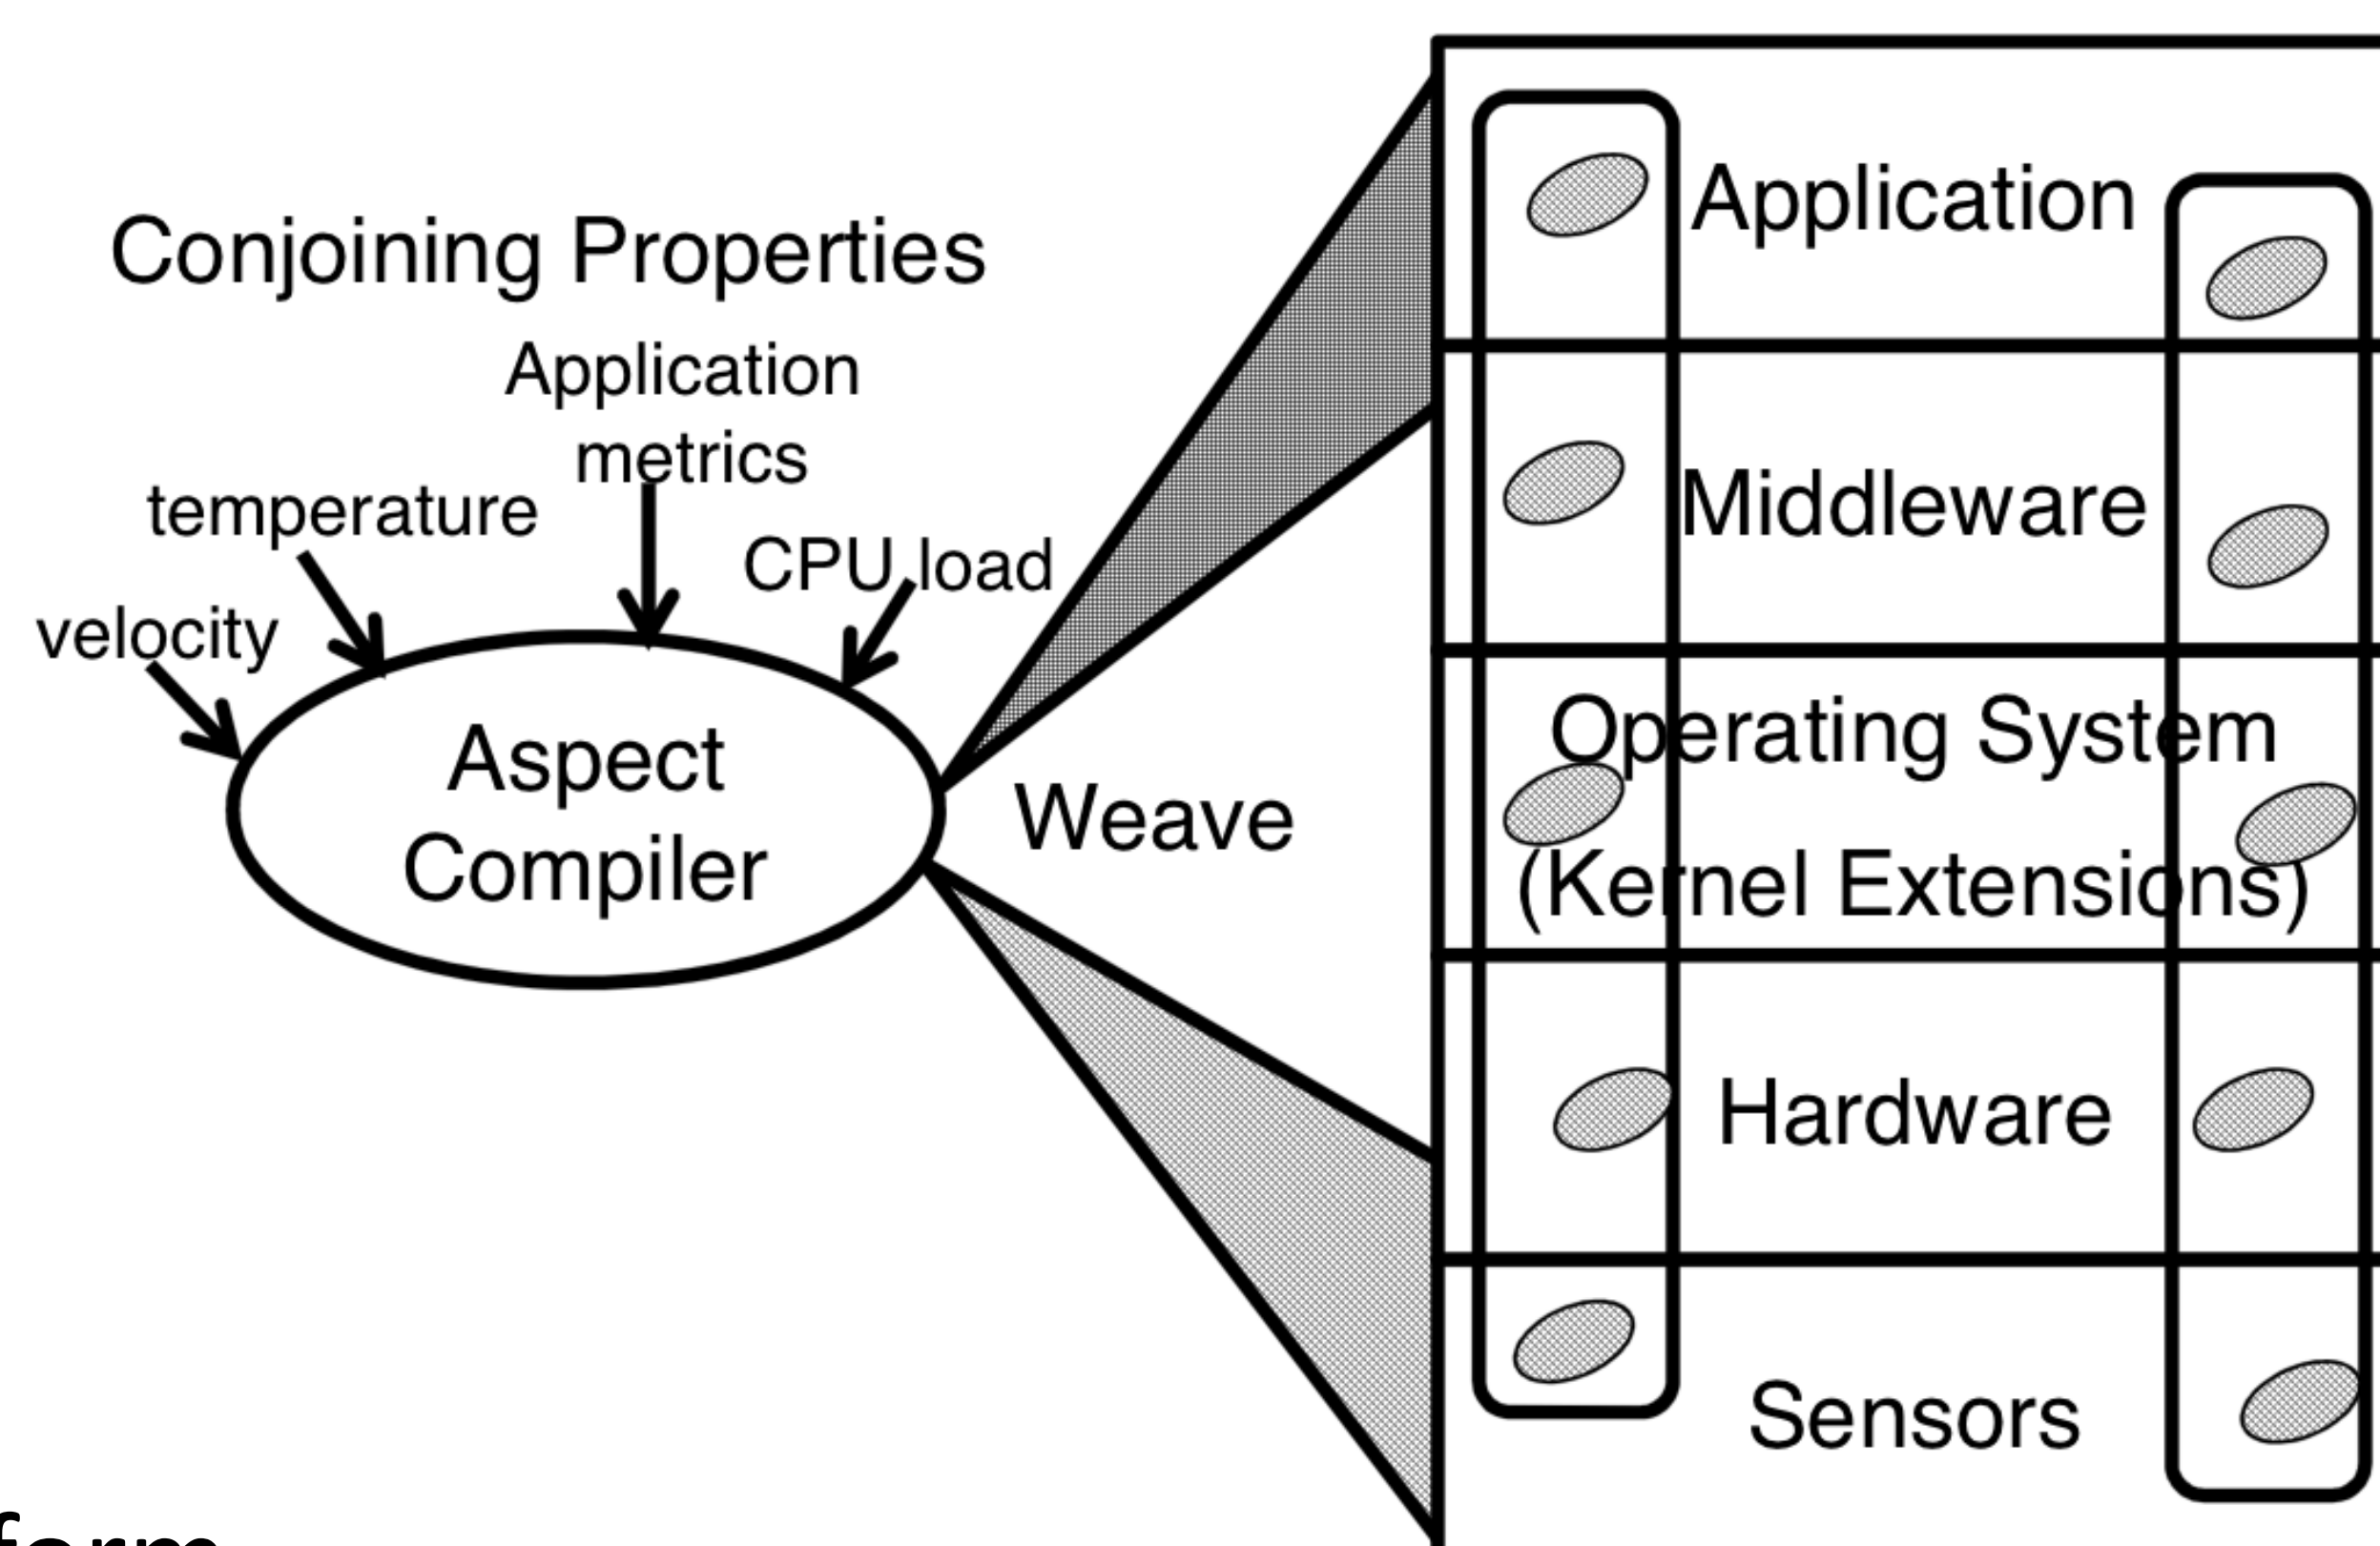 Conjoining Properties
Application
metrics
temperature
CPU load
velocity
Aspect
Compiler
Weave
Application
Middleware
Operating System
(Kernel Extensions)
Hardware
Sensors